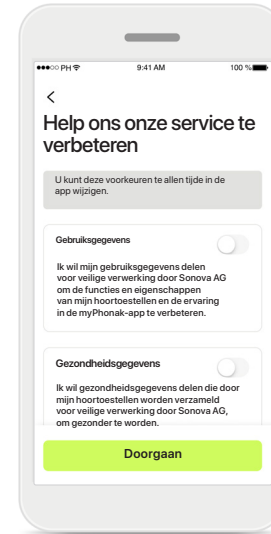 PH 9:41 AM 100 %
Help ons onze service te
verbeteren
U kunt deze voorkeuren te allen tijde in de
app wijzigen.
Gebruiksgegevens
Ik wil mijn gebruiksgegevens delen
voor veilige verwerking door Sonova AG
om de functies en eigenschappen
van mijn hoortoestellen en de ervaring
in de myPhonak-app te verbeteren.
Gezondheidsgegevens
Ik wil gezondheidsgegevens delen die door
mijn hoortoestellen worden verzameld
voor veilige verwerking door Sonova AG,
om gezonder te worden.
Doorgaan